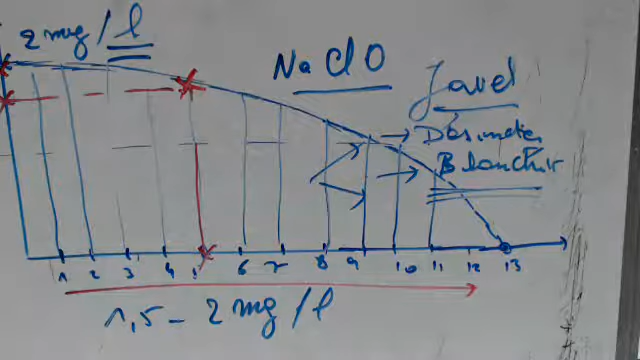 2 mg/l
NaClO
Javel
Désinfecter
Blanchir
1 2 3 4 5 6 7 8 9 10 11 12 13
1,5 - 2 mg/l